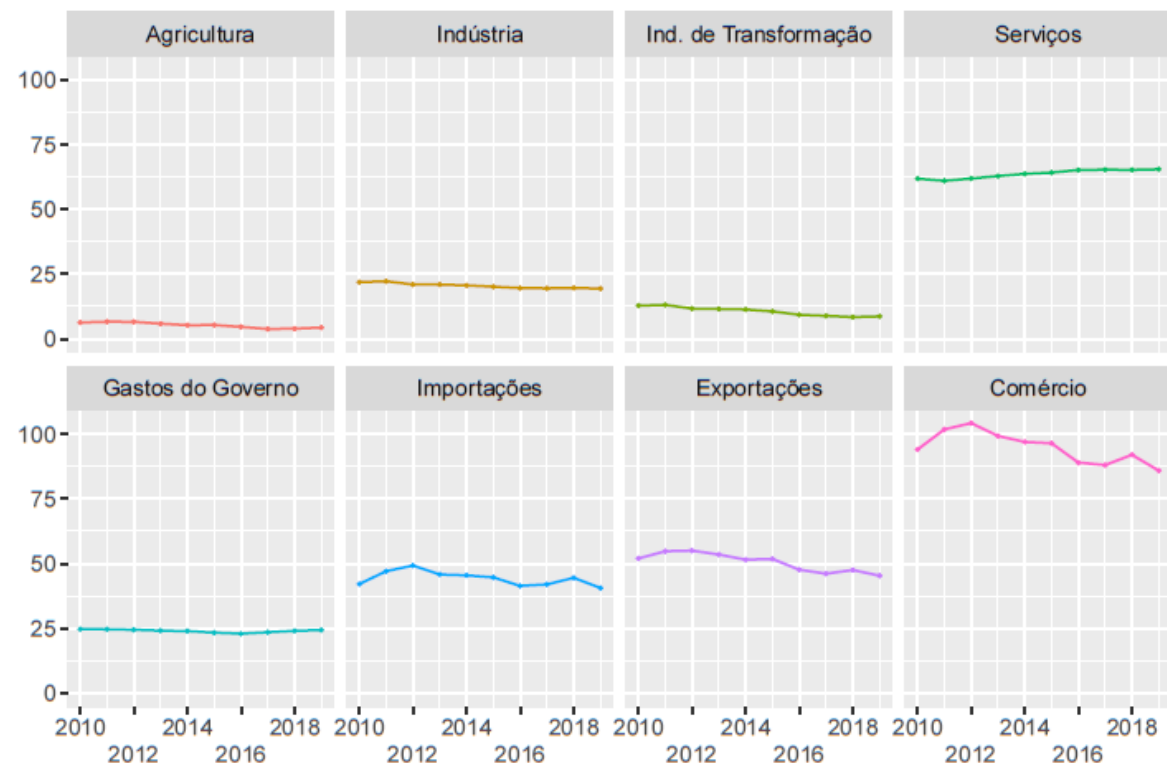 Agricultura Indústria Ind. de Transformação Serviços
100
75
50
25
0
Gastos do Governo Importações Exportações Comércio
100
75
50
25
0
2010 2014 2018 2010 2014 2018 2010 2014 2018 2010 2014 2018
2012 2016 2012 2016 2012 2016 2012 2016